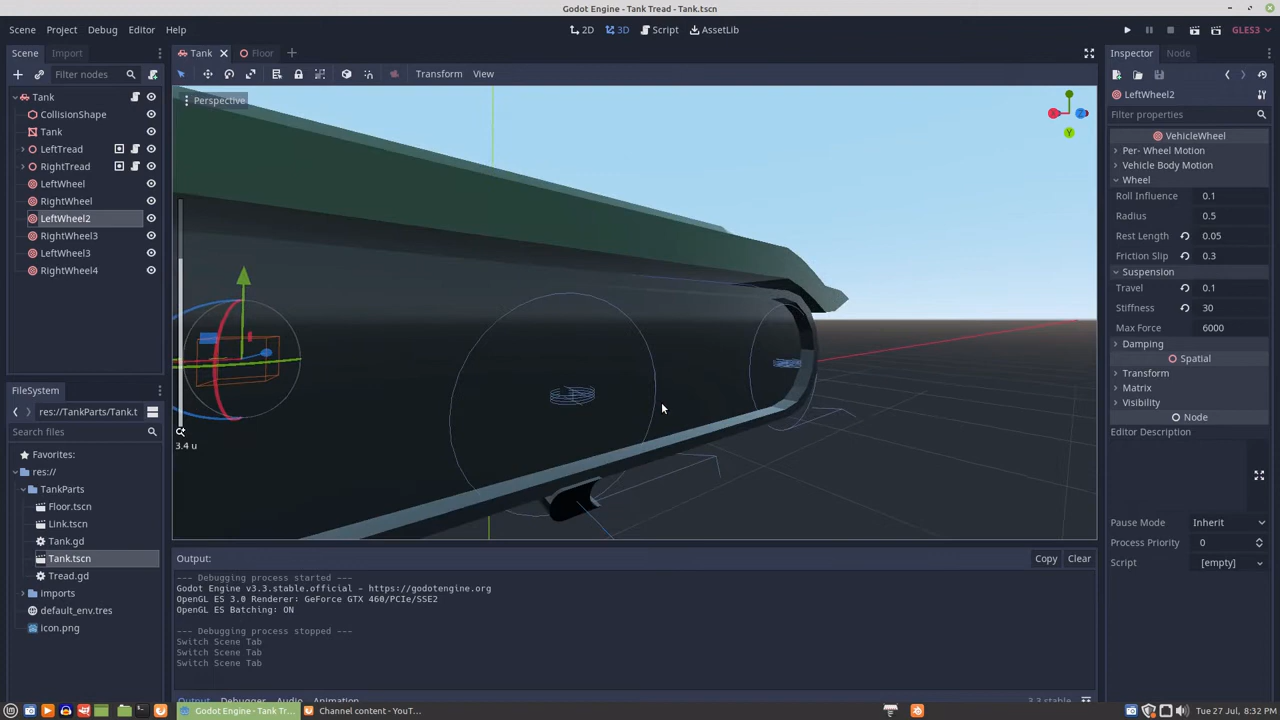 Godot Engine - Tank Tread - Tank.tscn
Scene Project Debug Editor Help
2D 3D Script AssetLib
GLES3
Scene Import
Filter nodes
Tank
CollisionShape
Tank
LeftTread
RightTread
LeftWheel
RightWheel
LeftWheel2
RightWheel3
LeftWheel3
RightWheel4
FileSystem
res://TankParts/Tank.t
Search files
Favorites:
res://
TankParts
Floor.tscn
Link.tscn
Tank.gd
Tank.tscn
Tread.gd
imports
default_env.tres
icon.png
Tank Floor
Transform View
Perspective
X
Z
Y
3.4 u
Output:
Copy Clear
--- Debugging process started ---
Godot Engine v3.3.stable.official - https://godotengine.org
OpenGL ES 3.0 Renderer: GeForce GTX 460/PCIe/SSE2
OpenGL ES Batching: ON
--- Debugging process stopped ---
Switch Scene Tab
Switch Scene Tab
Switch Scene Tab
Output Debugger Audio Animation
3.3.stable
Inspector Node
LeftWheel2
Filter properties
VehicleWheel
Per- Wheel Motion
Vehicle Body Motion
Wheel
Roll Influence 0.1
Radius 0.5
Rest Length 0.05
Friction Slip 0.3
Suspension
Travel 0.1
Stiffness 30
Max Force 6000
Damping
Spatial
Transform
Matrix
Visibility
Node
Editor Description
Pause Mode Inherit
Process Priority 0
Script [empty]
Godot Engine - Tank Tr...
Channel content - YouT...
Tue 27 Jul, 8:32 PM